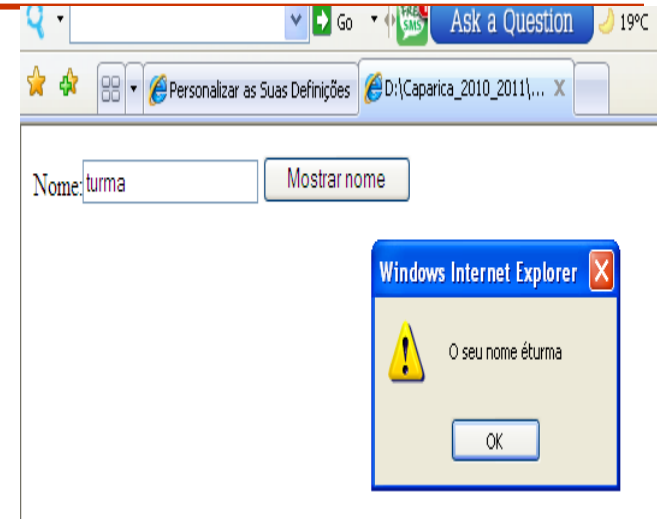 Go FREE SMS Ask a Question 19ºC
Personalizar as Suas Definições D:\Caparica_2010_2011\... X
Nome: turma Mostrar nome
Windows Internet Explorer
O seu nome éturma
OK